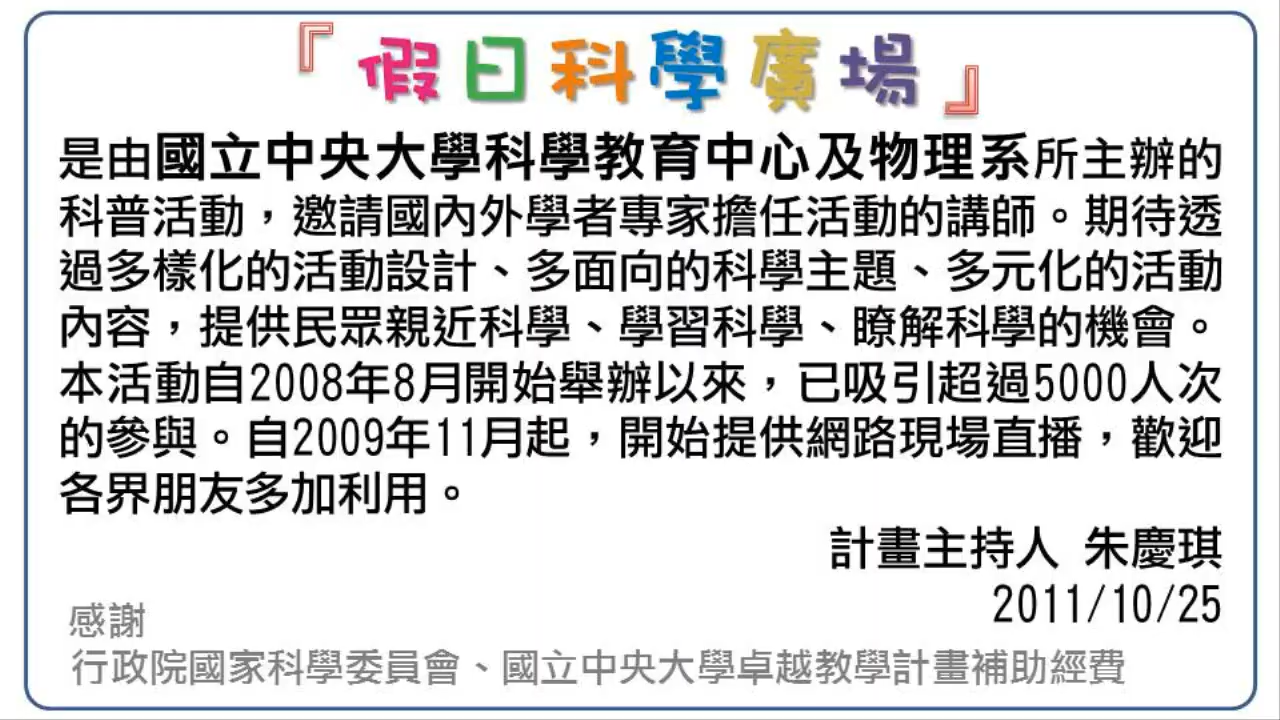 『假日科學廣場』
是由國立中央大學科學教育中心及物理系所主辦的
科普活動，邀請國內外學者專家擔任活動的講師。期待透
過多樣化的活動設計、多面向的科學主題、多元化的活動
內容，提供民眾親近科學、學習科學、瞭解科學的機會。
本活動自2008年8月開始舉辦以來，已吸引超過5000人次
的參與。自2009年11月起，開始提供網路現場直播，歡迎
各界朋友多加利用。
計畫主持人 朱慶琪
2011/10/25
感謝
行政院國家科學委員會、國立中央大學卓越教學計畫補助經費